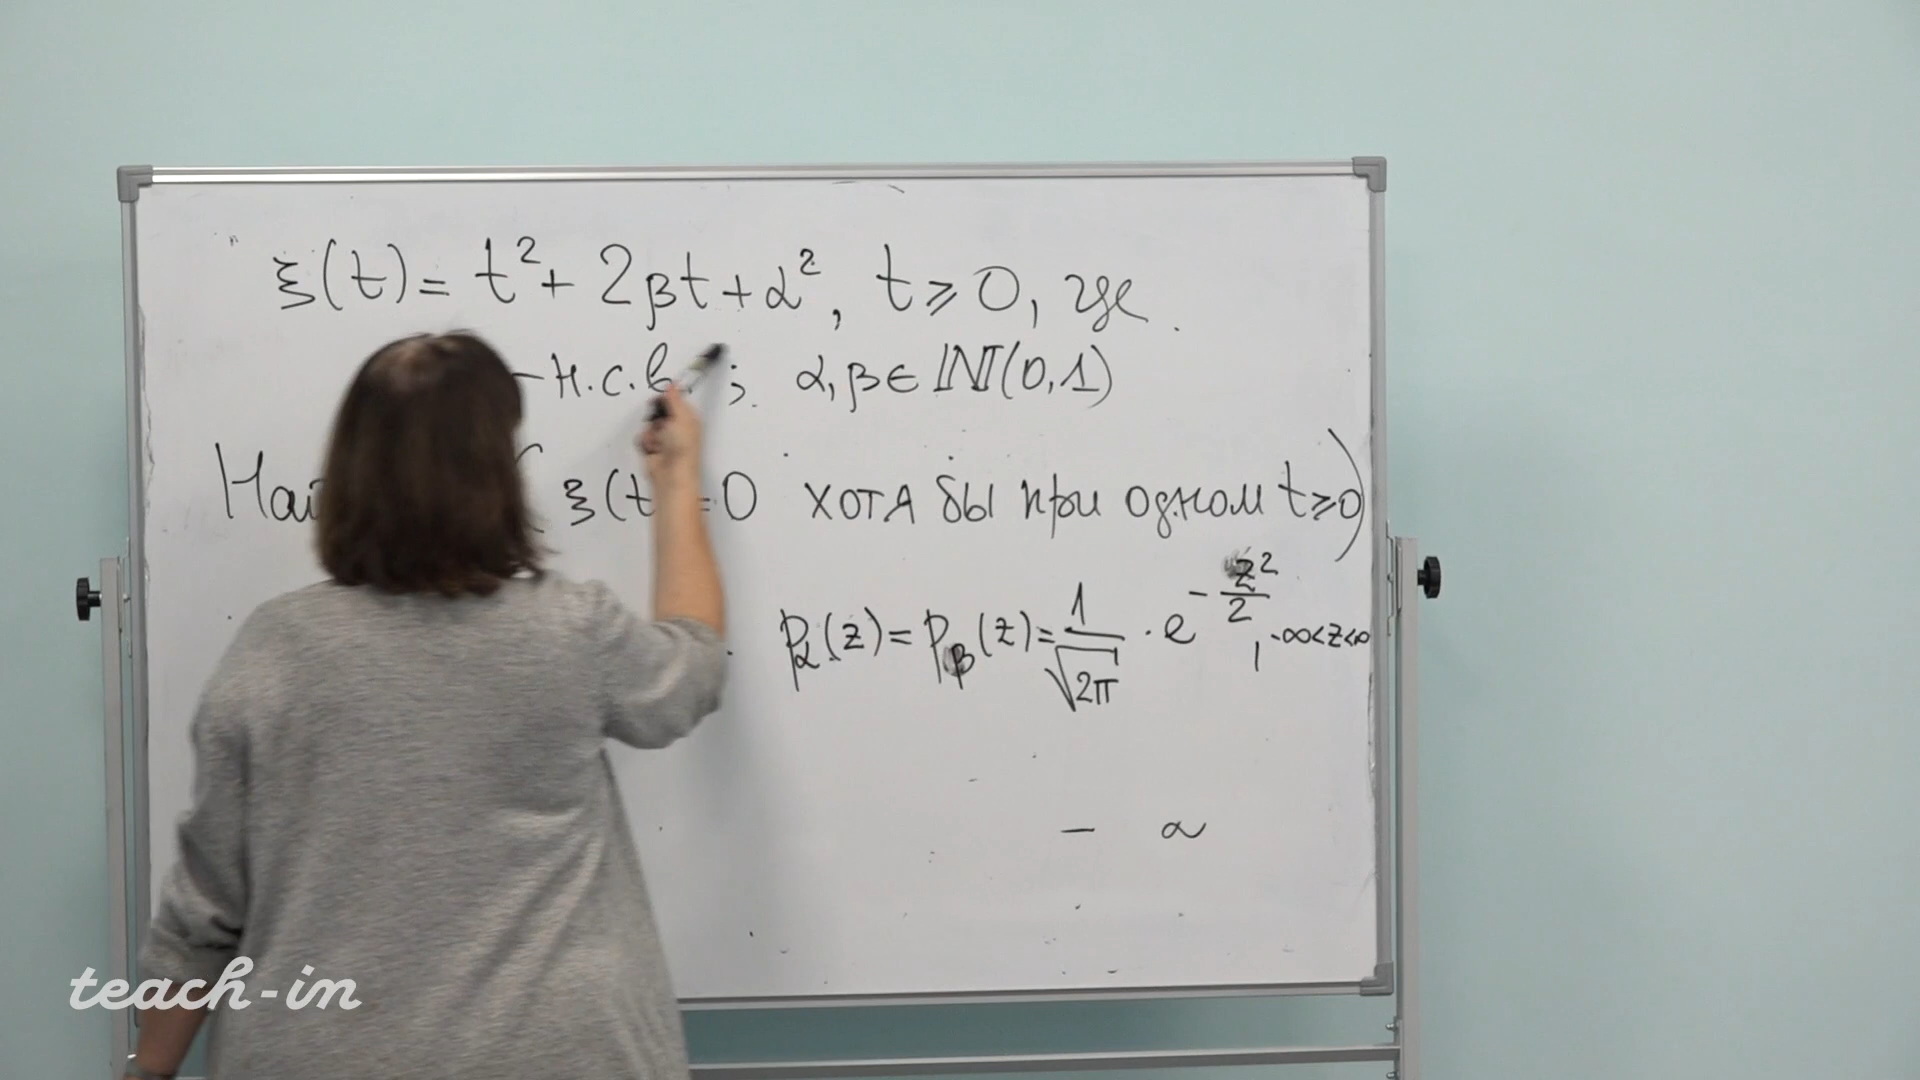 ξ(t) = t² + 2βt + α², t ⩾ 0, где
– н.с.в. ; α, β ∈ N(0,1)
ξ(t =0 хотя бы при одном t⩾0)
p_α(z) = p_β(z) = 1/√2π · e^(-z²/2), -∞<z<∞
– α
teach-in